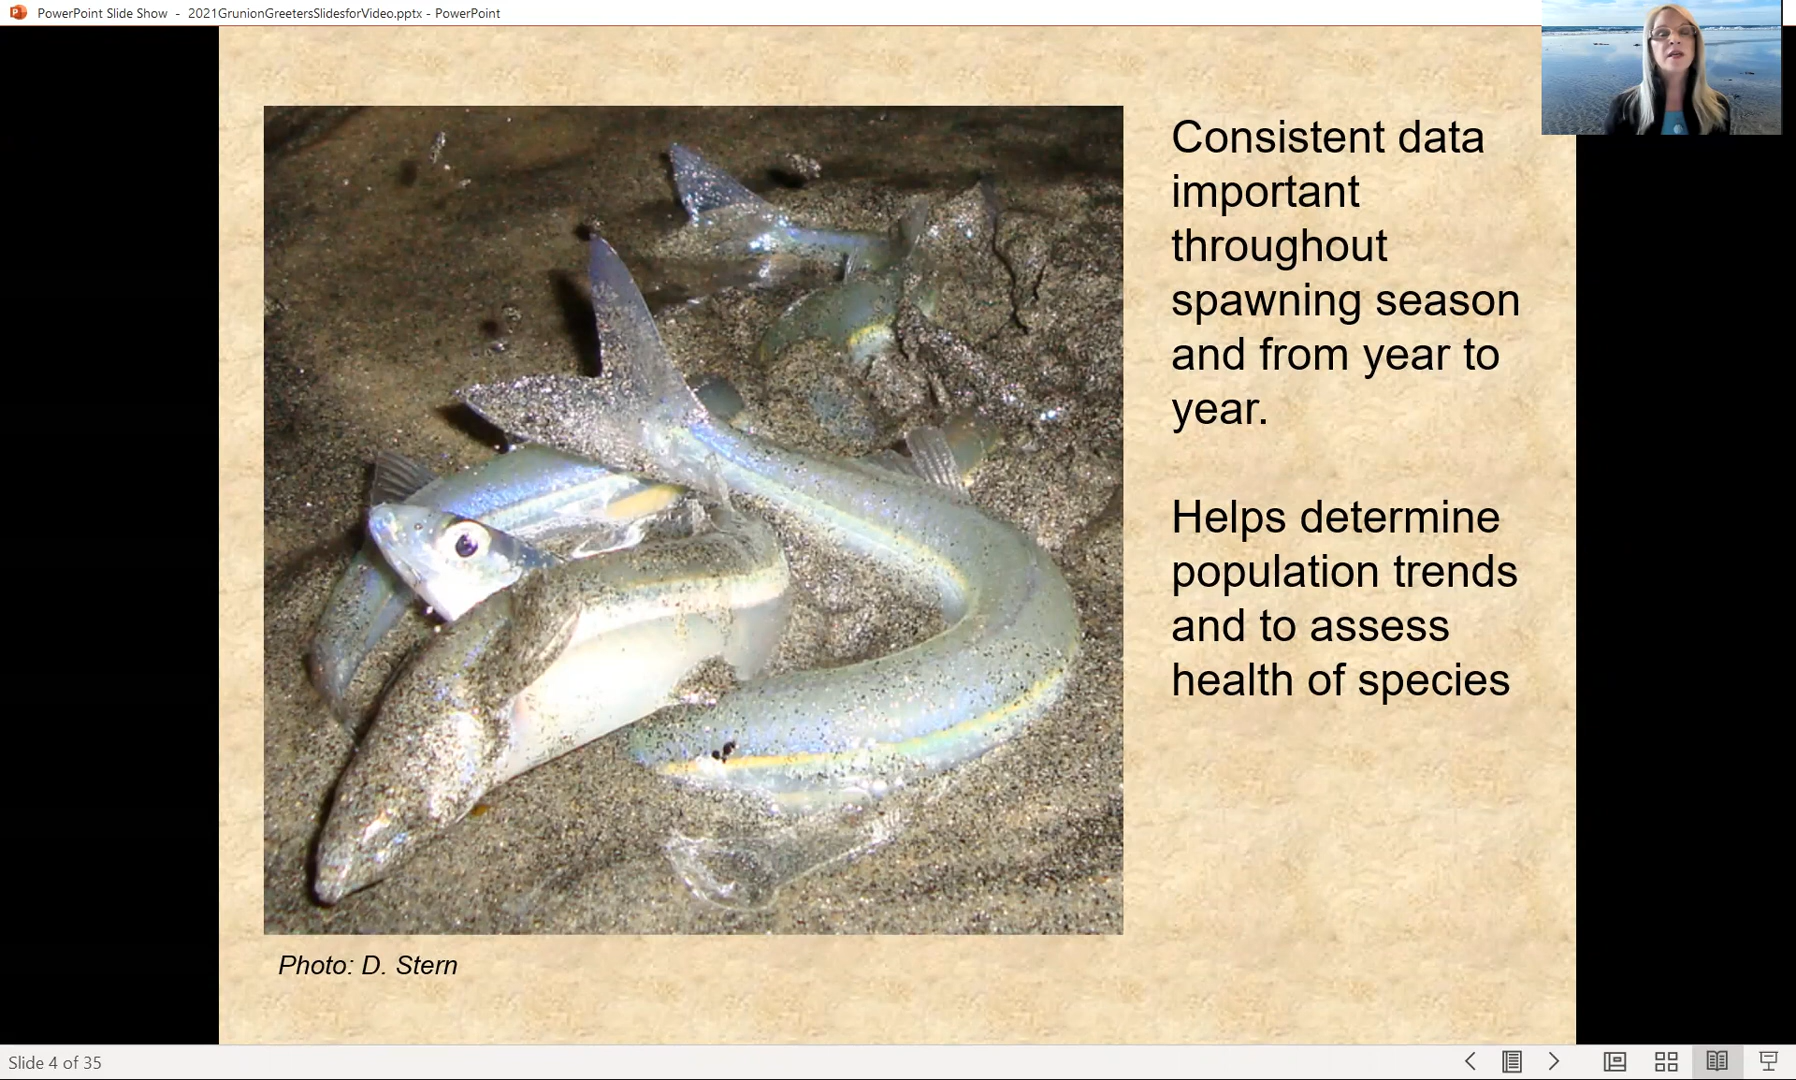 PowerPoint Slide Show - 2021GrunionGreetersSlidesforVideo.pptx - PowerPoint
Consistent data
important
throughout
spawning season
and from year to
year.
Helps determine
population trends
and to assess
health of species
Photo: D. Stern
Slide 4 of 35